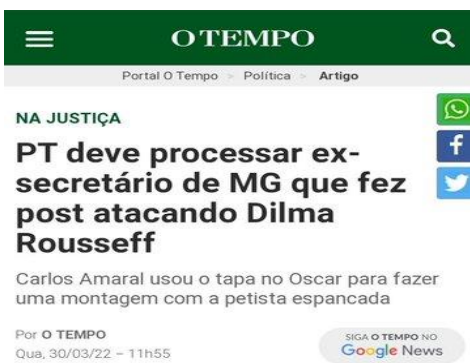 O TEMPO
Portal O Tempo > Política > Artigo
NA JUSTIÇA
PT deve processar ex-
secretário de MG que fez
post atacando Dilma
Rousseff
Carlos Amaral usou o tapa no Oscar para fazer
uma montagem com a petista espancada
Por O TEMPO
Qua, 30/03/22 - 11h55
SIGA O TEMPO NO
Google News